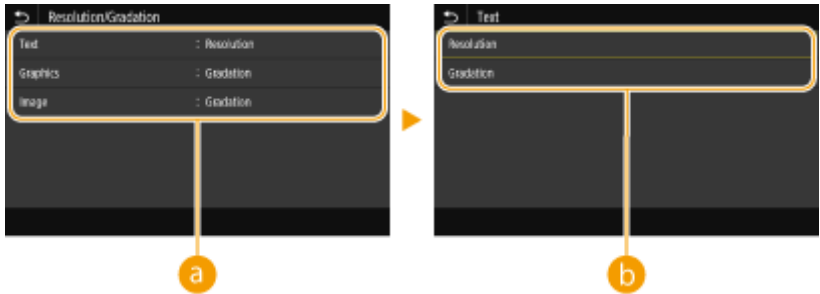 Resolution/Gradation
Text : Resolution
Graphics : Gradation
Image : Gradation
a
Text
Resolution
Gradation
b